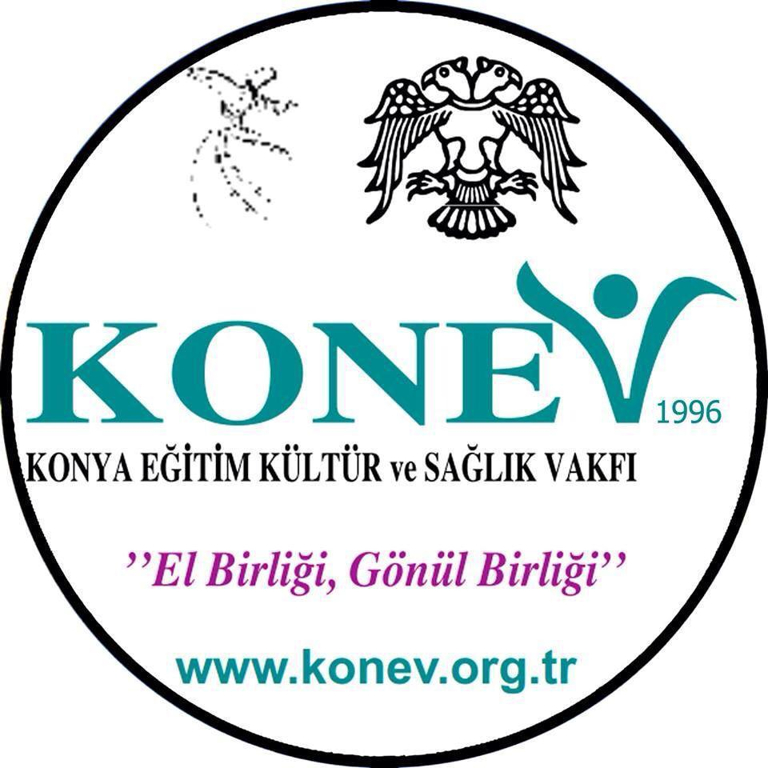 KONEV
1996
KONYA EĞİTİM KÜLTÜR ve SAĞLIK VAKFI
’’El Birliği, Gönül Birliği’’
www.konev.org.tr